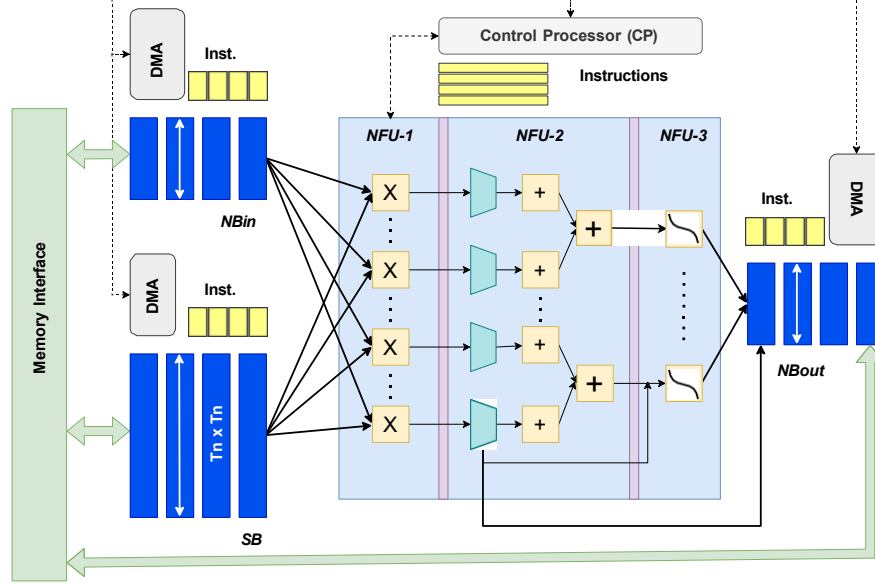 Control Processor (CP)
Instructions
DMA
Inst.
NBin
NFU-1
NFU-2
NFU-3
X
+
+
X
+
X
+
+
X
+
DMA
Inst.
Tn x Tn
SB
Memory Interface
Inst.
DMA
NBout